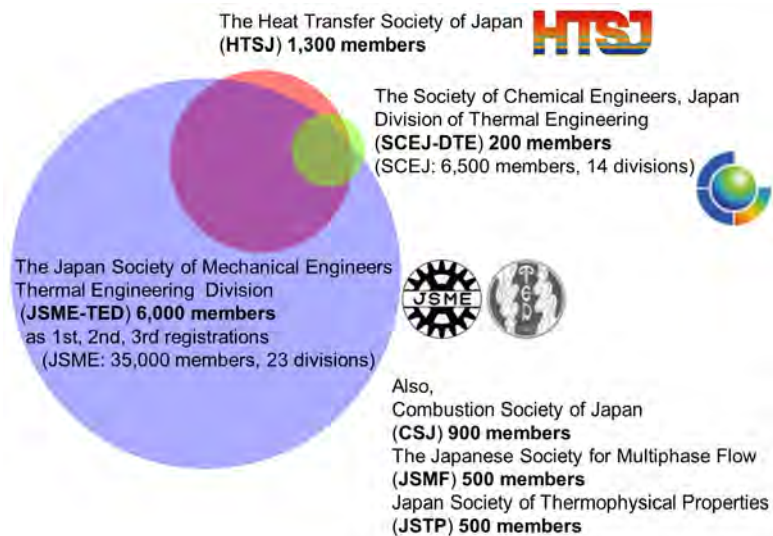 The Heat Transfer Society of Japan
(HTSJ) 1,300 members
HTSJ
The Society of Chemical Engineers, Japan
Division of Thermal Engineering
(SCEJ-DTE) 200 members
(SCEJ: 6,500 members, 14 divisions)
The Japan Society of Mechanical Engineers
Thermal Engineering Division
(JSME-TED) 6,000 members
as 1st, 2nd, 3rd registrations
(JSME: 35,000 members, 23 divisions)
JSME
TED
Also,
Combustion Society of Japan
(CSJ) 900 members
The Japanese Society for Multiphase Flow
(JSMF) 500 members
Japan Society of Thermophysical Properties
(JSTP) 500 members